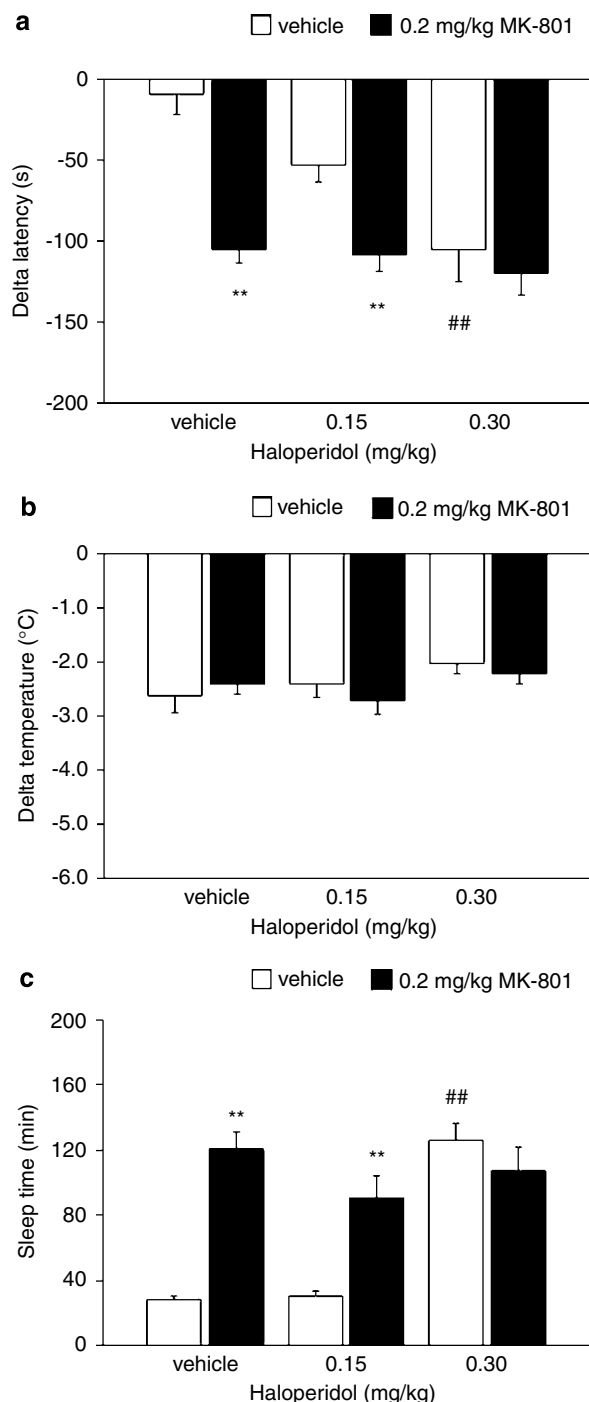 a
vehicle 0.2 mg/kg MK-801
0
-50
-100
-150
-200
Delta latency (s)
**
**
##
vehicle 0.15 0.30
Haloperidol (mg/kg)
b
vehicle 0.2 mg/kg MK-801
0
-1.0
-2.0
-3.0
-4.0
-5.0
-6.0
Delta temperature (°C)
vehicle 0.15 0.30
Haloperidol (mg/kg)
c
vehicle 0.2 mg/kg MK-801
200
160
120
80
40
0
Sleep time (min)
**
**
##
vehicle 0.15 0.30
Haloperidol (mg/kg)